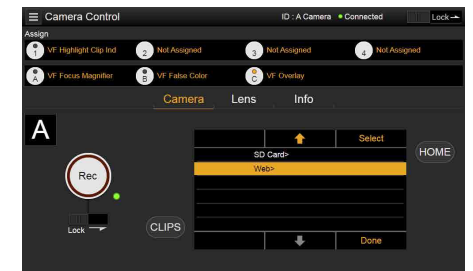 Camera Control ID : A Camera Connected Lock
Assign
1 VF Highlight Clip Ind 2 Not Assigned 3 Not Assigned 4 Not Assigned
A VF Focus Magnifier B VF False Color C VF Overlay
Camera Lens Info
A
Select
SD Card>
HOME
Web>
Rec
CLIPS
Lock
Done